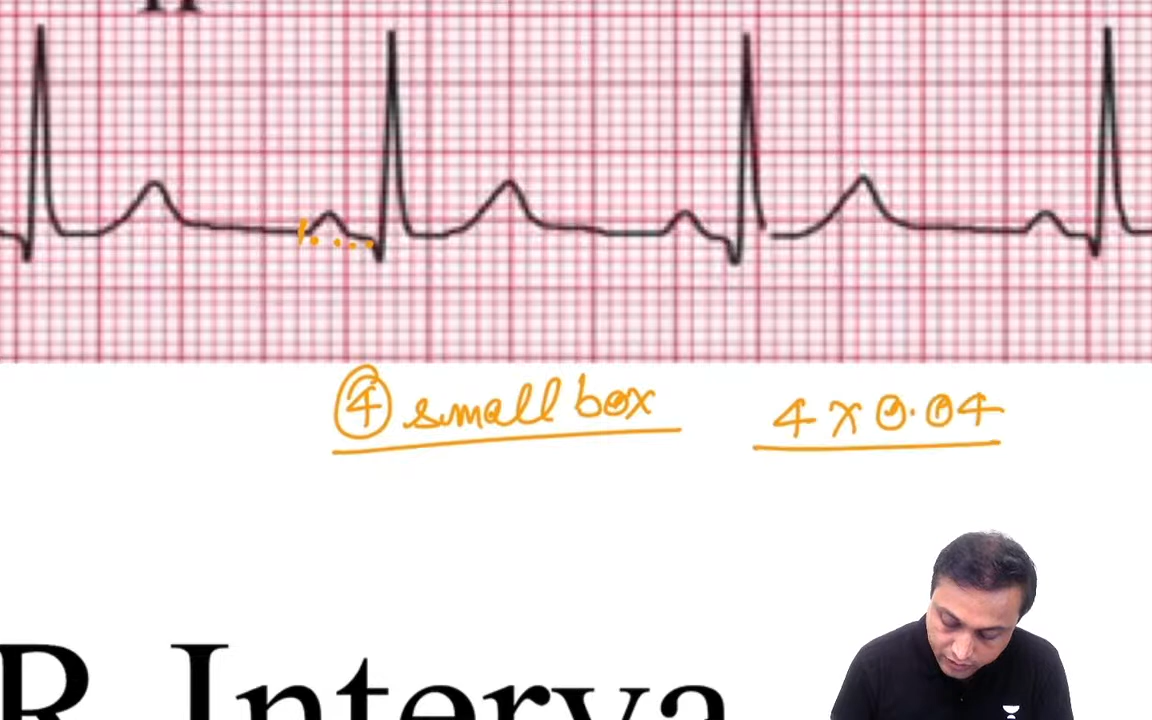 ④ small box 4 x 0.04
R Interva